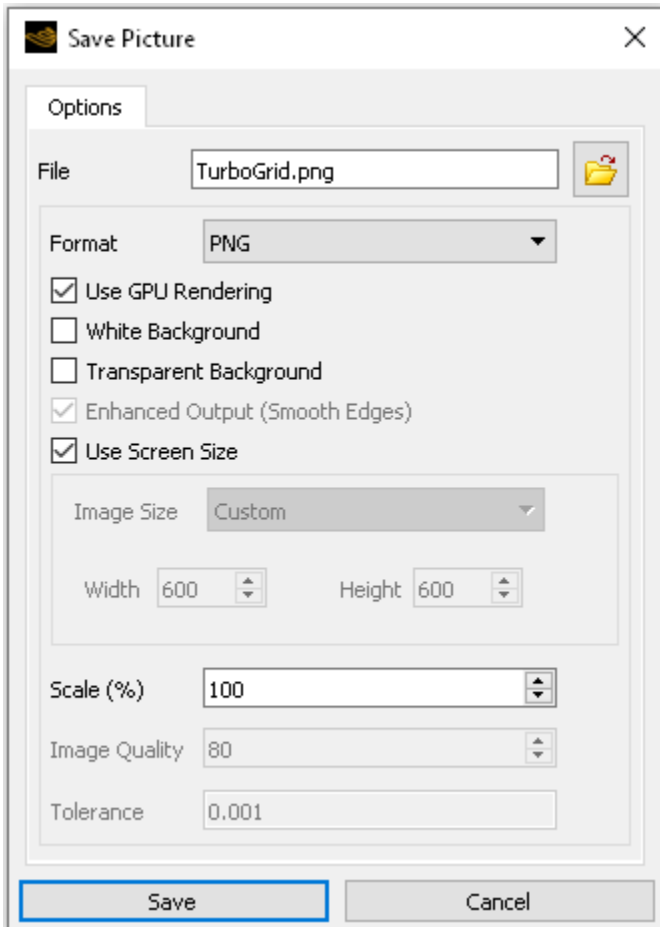 Save Picture
Options
File TurboGrid.png
Format PNG
Use GPU Rendering
White Background
Transparent Background
Enhanced Output (Smooth Edges)
Use Screen Size
Image Size Custom
Width 600 Height 600
Scale (%) 100
Image Quality 80
Tolerance 0.001
Save Cancel